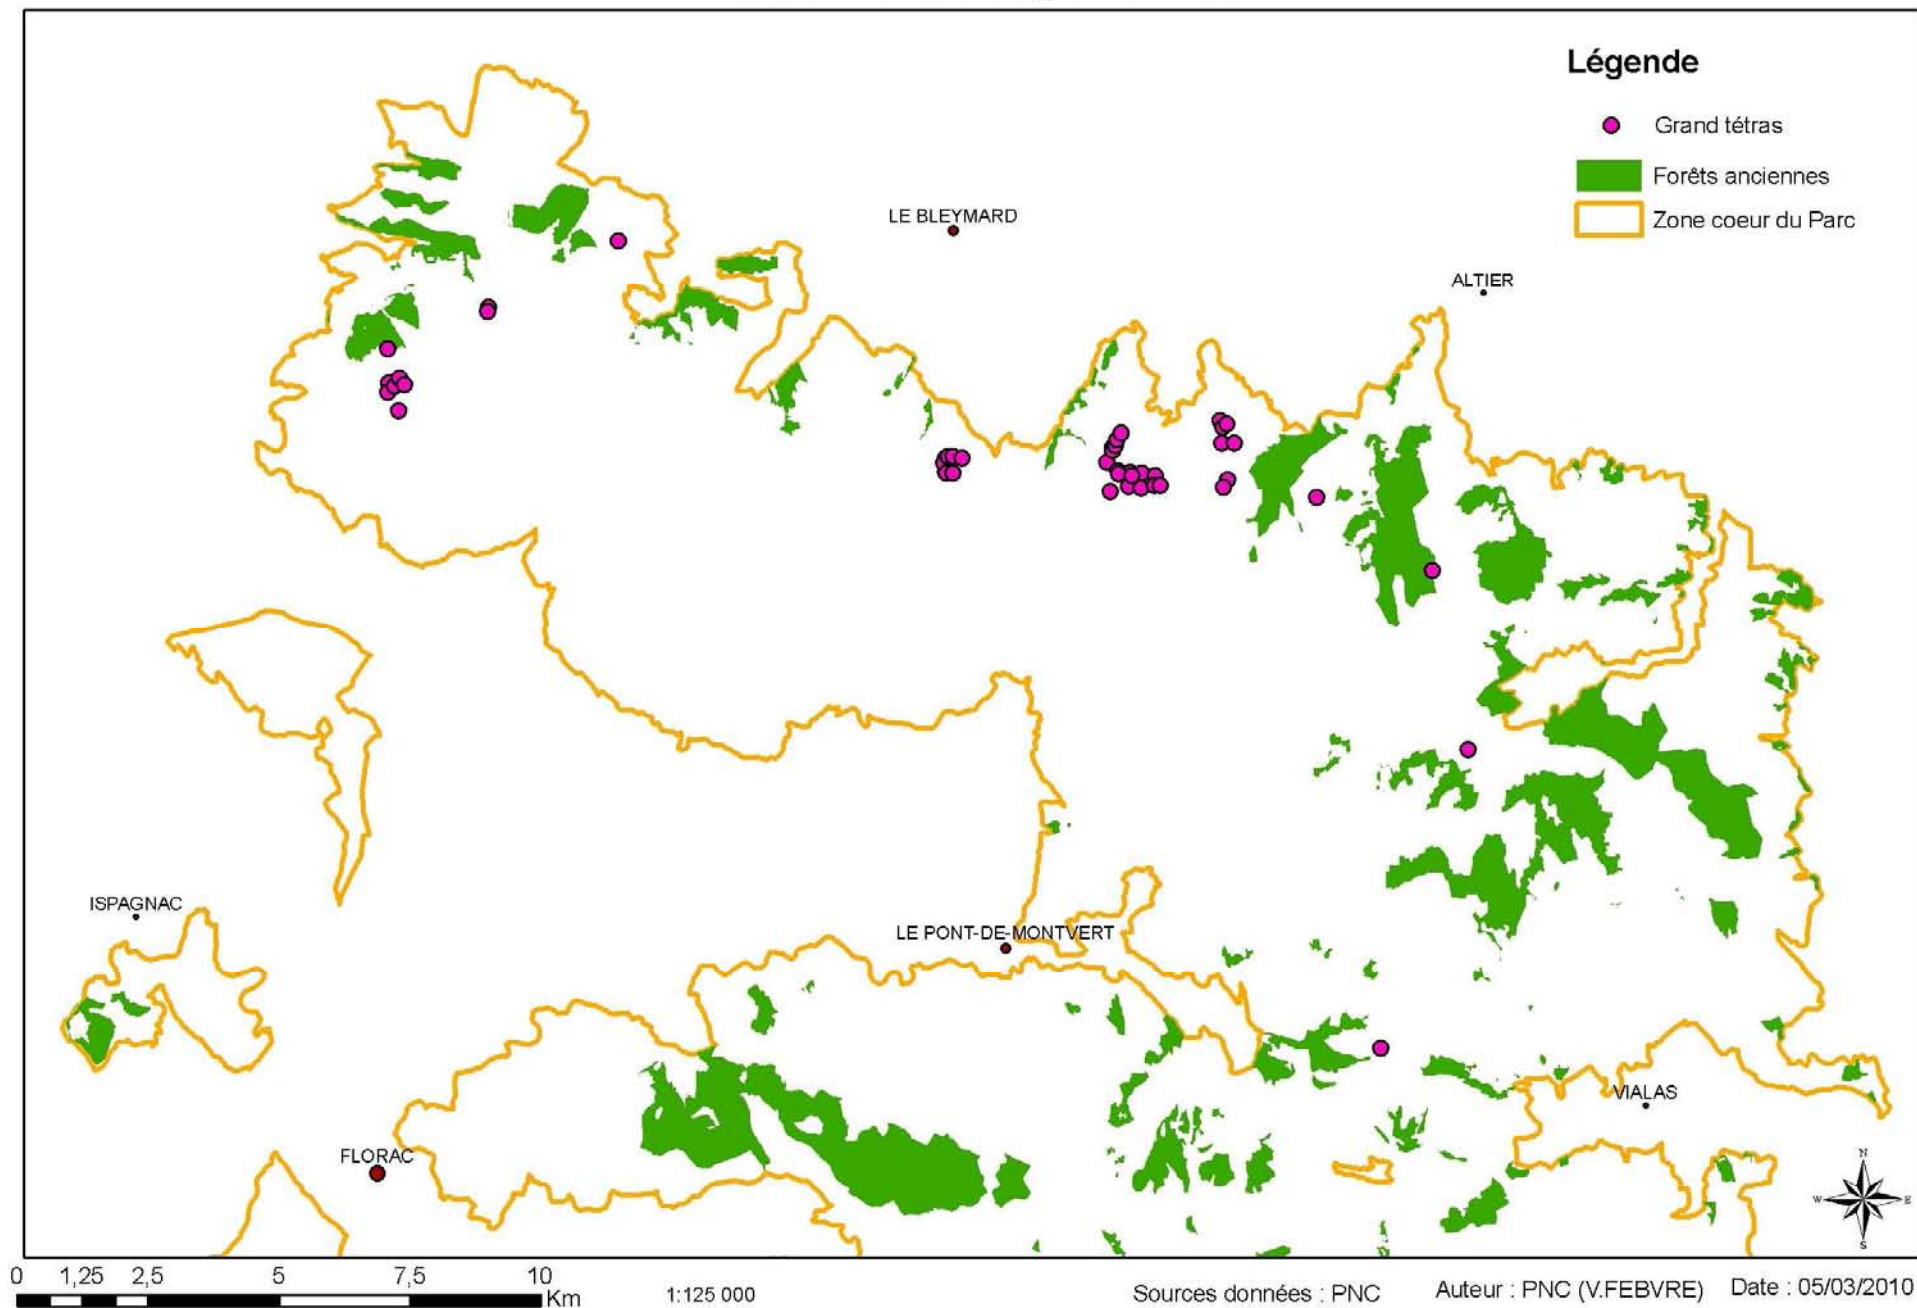 Légende
Grand tétras
Forêts anciennes
Zone coeur du Parc
LE BLEYMARD
ALTIER
ISPAGNAC
LE PONT-DE-MONTVERT
VIALAS
FLORAC
N
W E
S
0 1,25 2,5 5 7,5 10 Km
1:125 000
Sources données : PNC
Auteur : PNC (V.FEBVRE)
Date : 05/03/2010